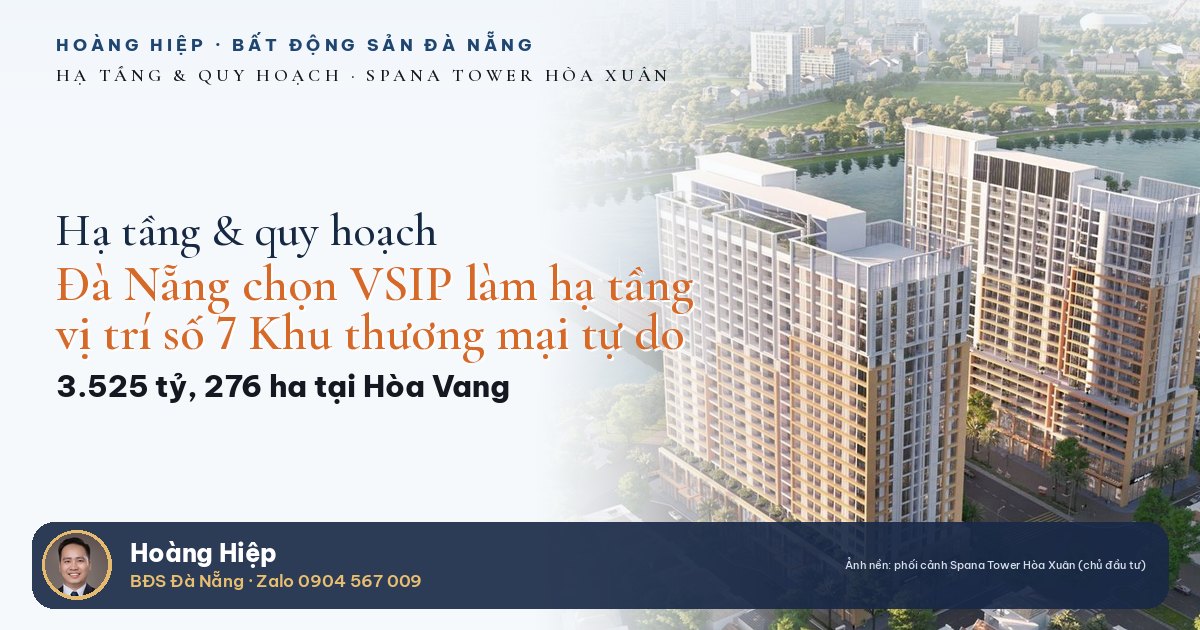 HOÀNG HIỆP · BẤT ĐỘNG SẢN ĐÀ NẴNG
HẠ TẦNG & QUY HOẠCH · SPANA TOWER HÒA XUÂN
Hạ tầng & quy hoạch
Đà Nẵng chọn VSIP làm hạ tầng
vị trí số 7 Khu thương mại tự do
3.525 tỷ, 276 ha tại Hòa Vang
Hoàng Hiệp
BĐS Đà Nẵng · Zalo 0904 567 009
Ảnh nền: phối cảnh Spana Tower Hòa Xuân (chủ đầu tư)